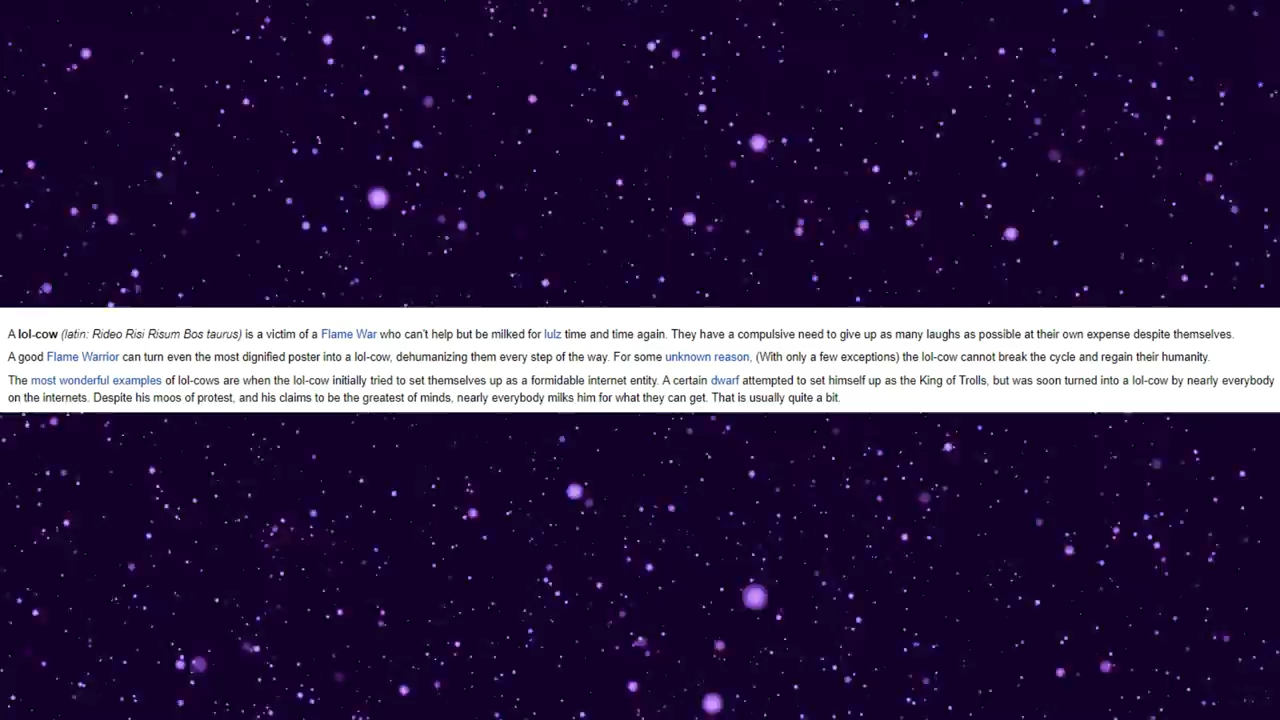 A lol-cow (latin: Rideo Risi Risum Bos taurus) is a victim of a Flame War who can't help but be milked for lulz time and time again. They have a compulsive need to give up as many laughs as possible at their own expense despite themselves.
A good Flame Warrior can turn even the most dignified poster into a lol-cow, dehumanizing them every step of the way. For some unknown reason, (With only a few exceptions) the lol-cow cannot break the cycle and regain their humanity.
The most wonderful examples of lol-cows are when the lol-cow initially tried to set themselves up as a formidable internet entity. A certain dwarf attempted to set himself up as the King of Trolls, but was soon turned into a lol-cow by nearly everybody
on the internets. Despite his moos of protest, and his claims to be the greatest of minds, nearly everybody milks him for what they can get. That is usually quite a bit.